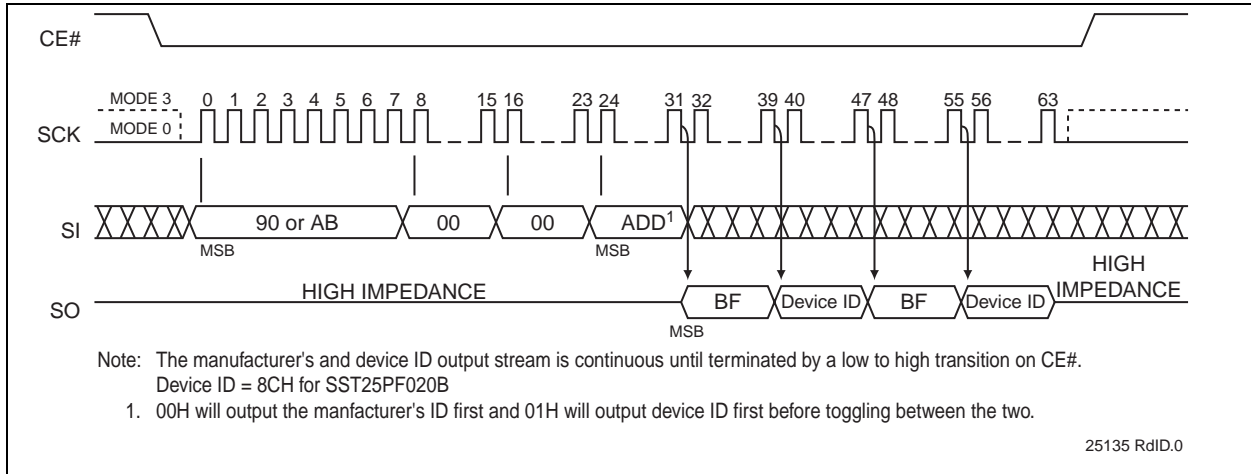 CE#
MODE 3 0 1 2 3 4 5 6 7 8 15 16 23 24 31 32 39 40 47 48 55 56 63
SCK MODE 0
SI 90 or AB 00 00 ADD1
MSB MSB
HIGH
SO HIGH IMPEDANCE BF Device ID BF Device ID IMPEDANCE
MSB
Note: The manufacturer's and device ID output stream is continuous until terminated by a low to high transition on CE#.
Device ID = 8CH for SST25PF020B
1. 00H will output the manfacturer's ID first and 01H will output device ID first before toggling between the two.
25135 RdID.0